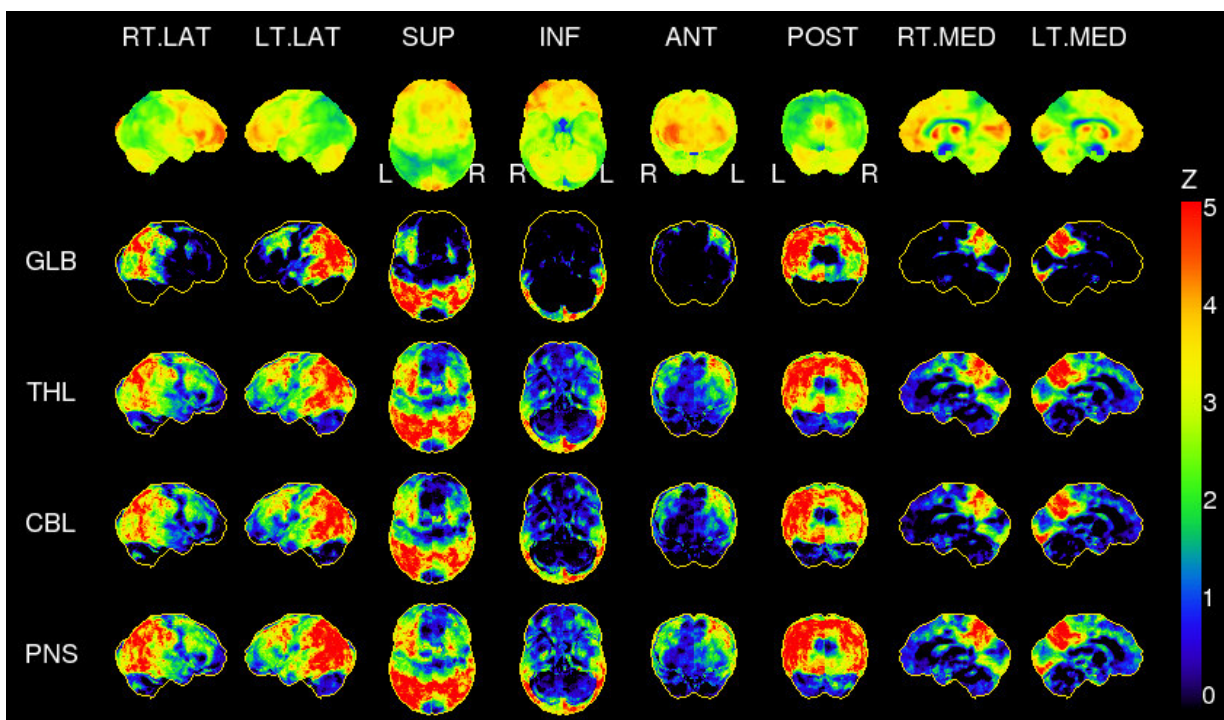 RT.LAT LT.LAT SUP INF ANT POST RT.MED LT.MED
L R R L R L L R
Z
5
GLB
4
THL
3
2
CBL
1
PNS
0